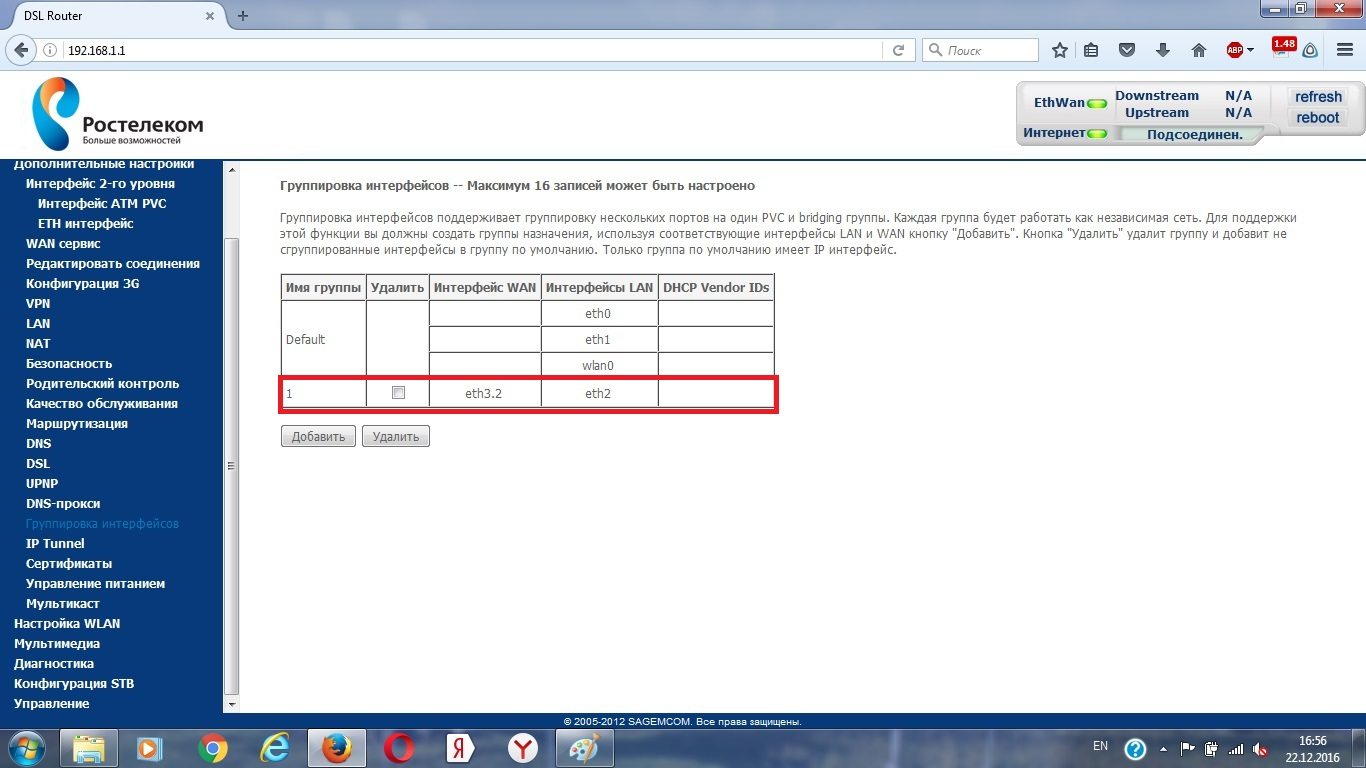 DSL Router
192.168.1.1
Поиск
ABP
1.48
Ростелеком
Больше возможностей
EthWan Downstream N/A
Upstream N/A
Интернет Подсоединен.
refresh
reboot
Дополнительные настройки
Интерфейс 2-го уровня
Интерфейс ATM PVC
ETH интерфейс
WAN сервис
Редактировать соединения
Конфигурация 3G
VPN
LAN
NAT
Безопасность
Родительский контроль
Качество обслуживания
Маршрутизация
DNS
DSL
UPNP
DNS-прокси
Группировка интерфейсов
IP Tunnel
Сертификаты
Управление питанием
Мультикаст
Настройка WLAN
Мультимедиа
Диагностика
Конфигурация STB
Управление
Группировка интерфейсов -- Максимум 16 записей может быть настроено
Группировка интерфейсов поддерживает группировку нескольких портов на один PVC и bridging группы. Каждая группа будет работать как независимая сеть. Для поддержки
этой функции вы должны создать группы назначения, используя соответствующие интерфейсы LAN и WAN кнопку "Добавить". Кнопка "Удалить" удалит группу и добавит не
сгруппированные интерфейсы в группу по умолчанию. Только группа по умолчанию имеет IP интерфейс.
Имя группы Удалить Интерфейс WAN Интерфейсы LAN DHCP Vendor IDs
Default eth0
eth1
wlan0
1 eth3.2 eth2
Добавить Удалить
© 2005-2012 SAGEMCOM. Все права защищены.
EN
16:56
22.12.2016